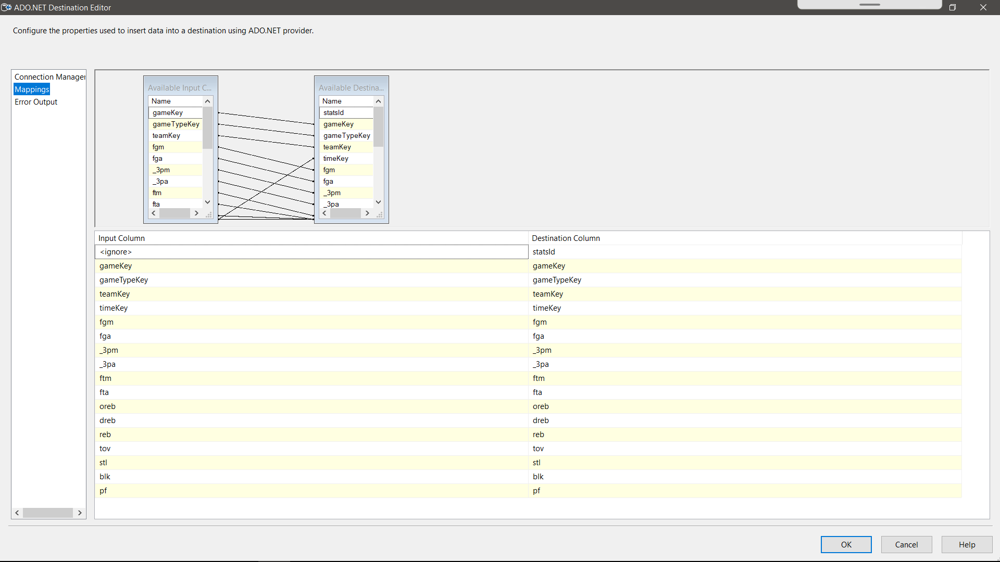 ADO.NET Destination Editor
Configure the properties used to insert data into a destination using ADO.NET provider.
Connection Manager
Mappings
Error Output
Available Input C...
Name
gameKey
gameTypeKey
teamKey
fgm
fga
_3pm
_3pa
ftm
fta
Available Destina...
Name
statsId
gameKey
gameTypeKey
teamKey
timeKey
fgm
fga
_3pm
_3pa
Input Column Destination Column
<ignore> statsId
gameKey gameKey
gameTypeKey gameTypeKey
teamKey teamKey
timeKey timeKey
fgm fgm
fga fga
_3pm _3pm
_3pa _3pa
ftm ftm
fta fta
oreb oreb
dreb dreb
reb reb
tov tov
stl stl
blk blk
pf pf
OK Cancel Help